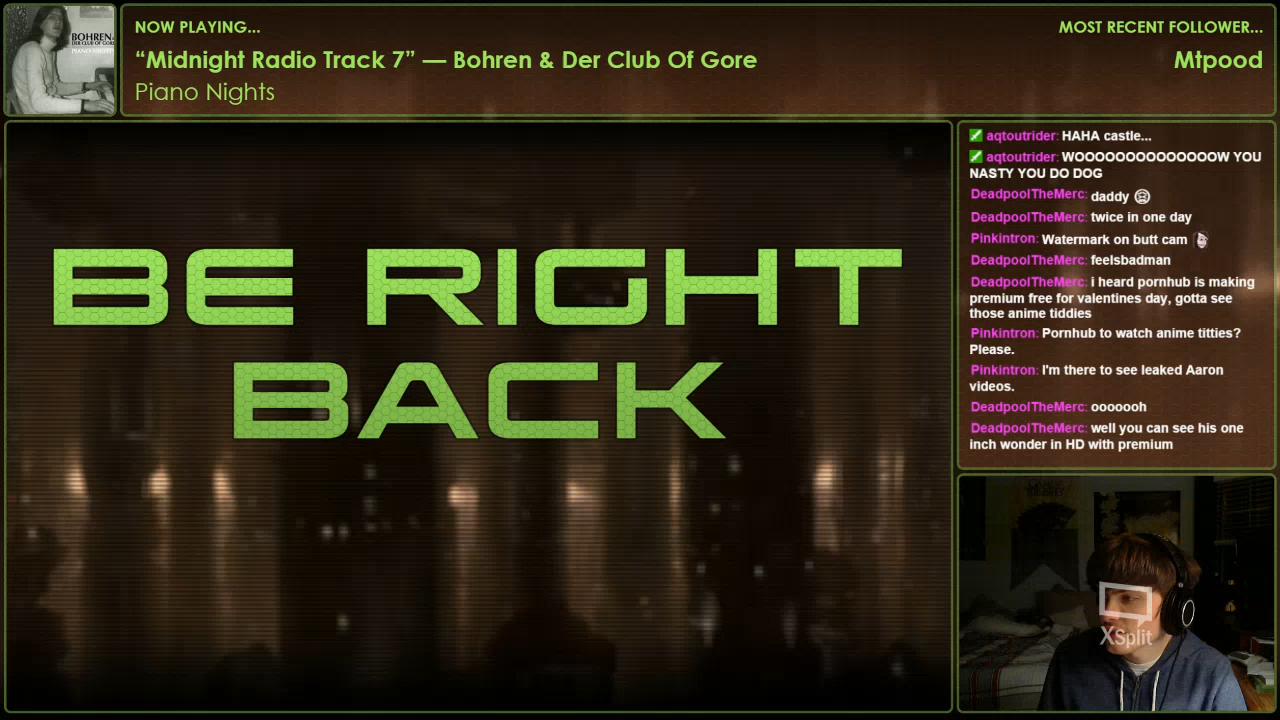 BOHREN
DER CLUB OF GORE
NOW PLAYING...
“Midnight Radio Track 7” — Bohren & Der Club Of Gore
Piano Nights
MOST RECENT FOLLOWER...
Mtpood
BE RIGHT
BACK
aqtoutrider: HAHA castle...
aqtoutrider: WOOOOOOOOOOOOOOW YOU
NASTY YOU DO DOG
DeadpoolTheMerc: daddy
DeadpoolTheMerc: twice in one day
Pinkintron: Watermark on butt cam
DeadpoolTheMerc: feelsbadman
DeadpoolTheMerc: i heard pornhub is making
premium free for valentines day, gotta see
those anime tiddies
Pinkintron: Pornhub to watch anime titties?
Please.
Pinkintron: I'm there to see leaked Aaron
videos.
DeadpoolTheMerc: ooooooh
DeadpoolTheMerc: well you can see his one
inch wonder in HD with premium
XSplit